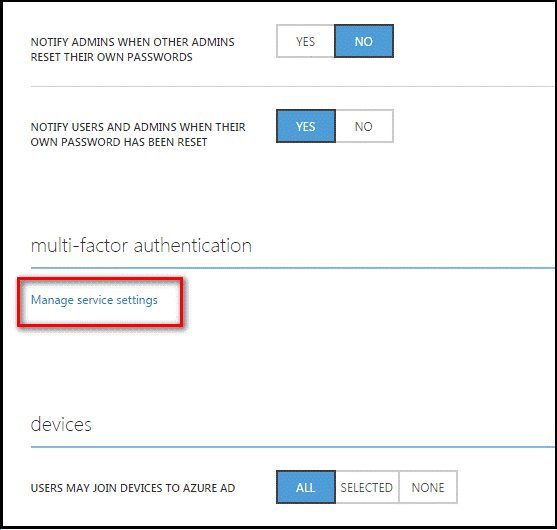 NOTIFY ADMINS WHEN OTHER ADMINS
RESET THEIR OWN PASSWORDS
YES NO
NOTIFY USERS AND ADMINS WHEN THEIR
OWN PASSWORD HAS BEEN RESET
YES NO
multi-factor authentication
Manage service settings
devices
USERS MAY JOIN DEVICES TO AZURE AD
ALL SELECTED NONE